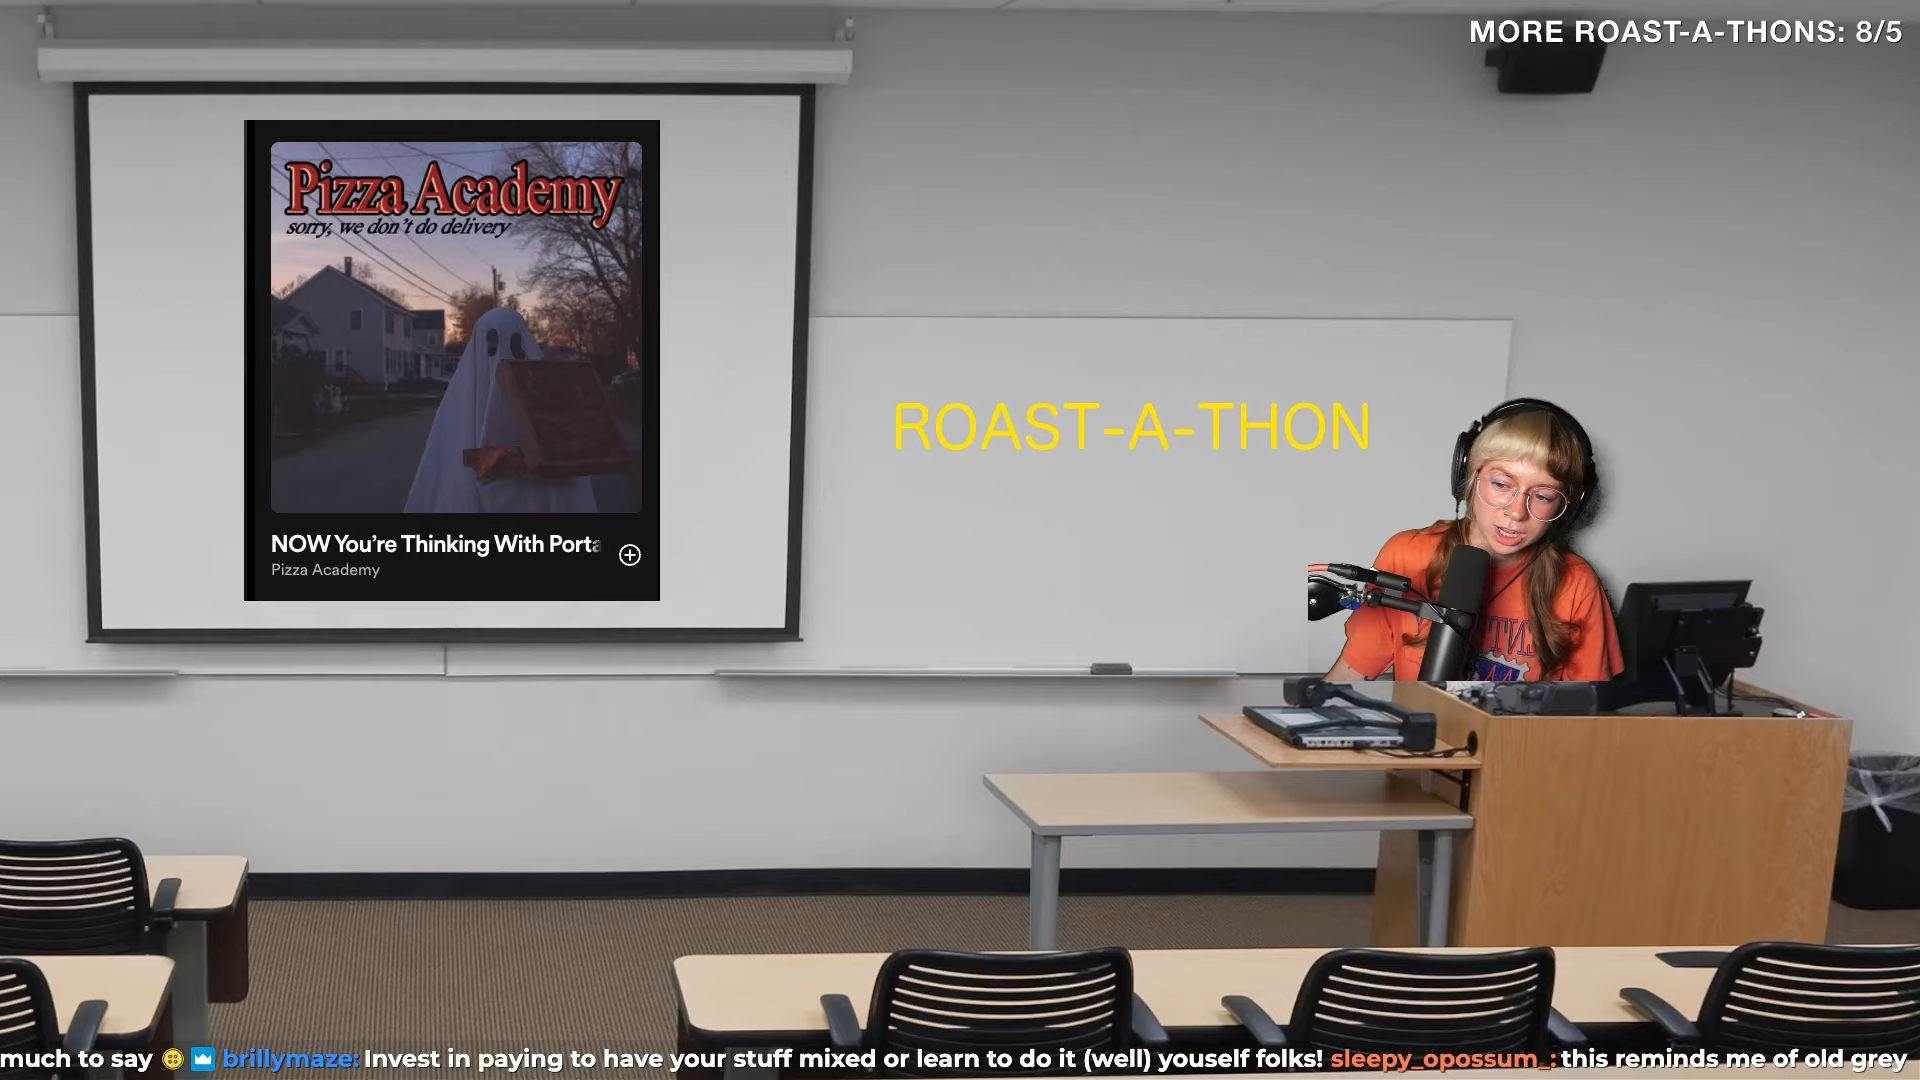 MORE ROAST-A-THONS: 8/5
Pizza Academy
sorry, we don't do delivery
NOW You're Thinking With Porta
Pizza Academy
ROAST-A-THON
much to say brillymaze: Invest in paying to have your stuff mixed or learn to do it (well) youself folks! sleepy_opossum_: this reminds me of old grey